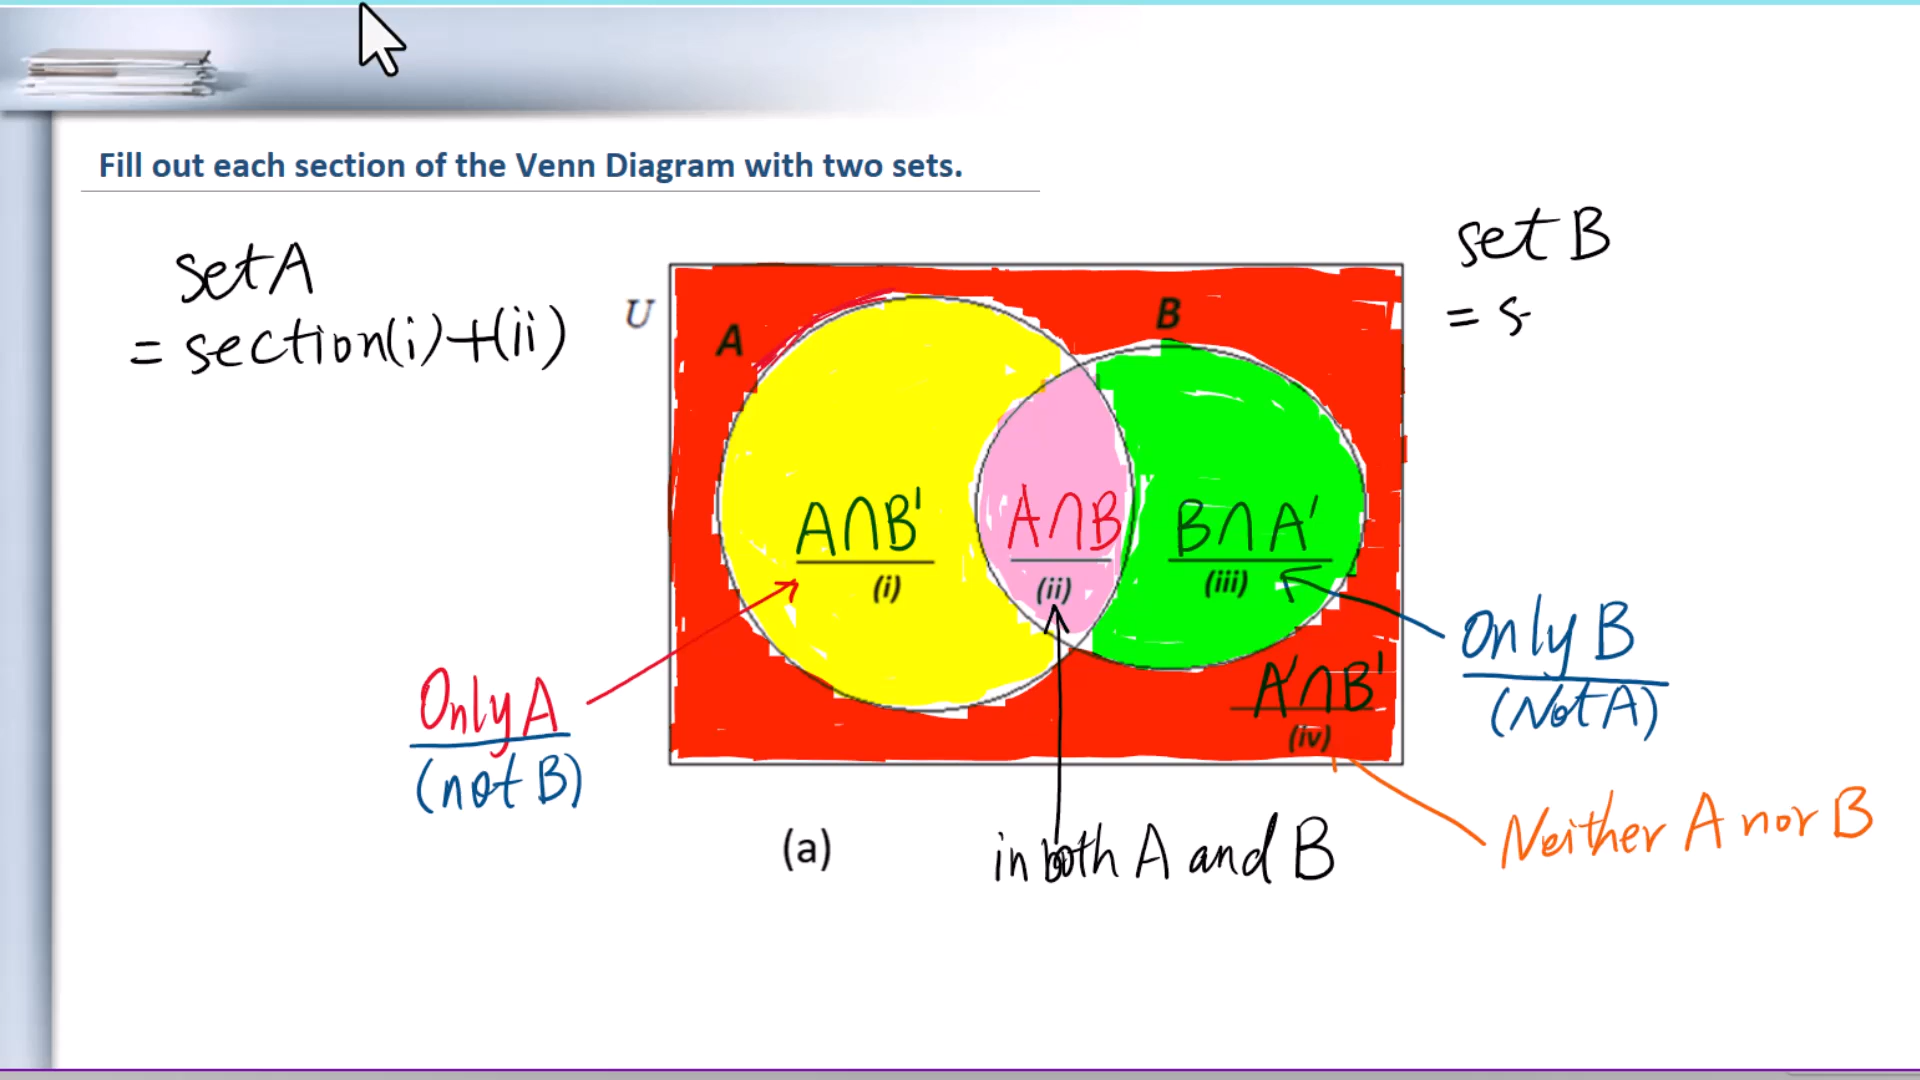 Fill out each section of the Venn Diagram with two sets.
set A
= section(i)+(ii)
set B
= s
U
A
B
A∩B'
(i)
A∩B
(ii)
B∩A'
(iii)
A'∩B'
(iv)
Only A
(not B)
Only B
(Not A)
(a)
in both A and B
Neither A nor B